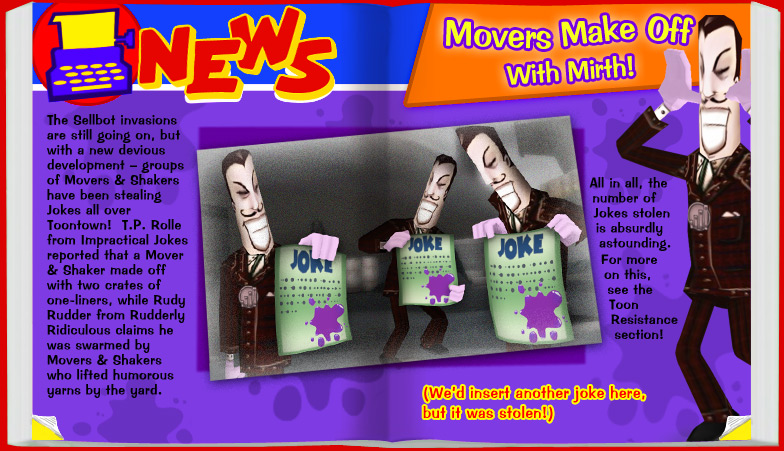 NEWS
Movers Make Off
With Mirth!
The Sellbot invasions
are still going on, but
with a new devious
development – groups
of Movers & Shakers
have been stealing
Jokes all over
Toontown! T.P. Rolle
from Impractical Jokes
reported that a Mover
& Shaker made off
with two crates of
one-liners, while Rudy
Rudder from Rudderly
Ridiculous claims he
was swarmed by
Movers & Shakers
who lifted humorous
yarns by the yard.
JOKE
JOKE
JOKE
All in all, the
number of
Jokes stolen
is absurdly
astounding.
For more
on this,
see the
Toon
Resistance
section!
(We'd insert another joke here,
but it was stolen!)